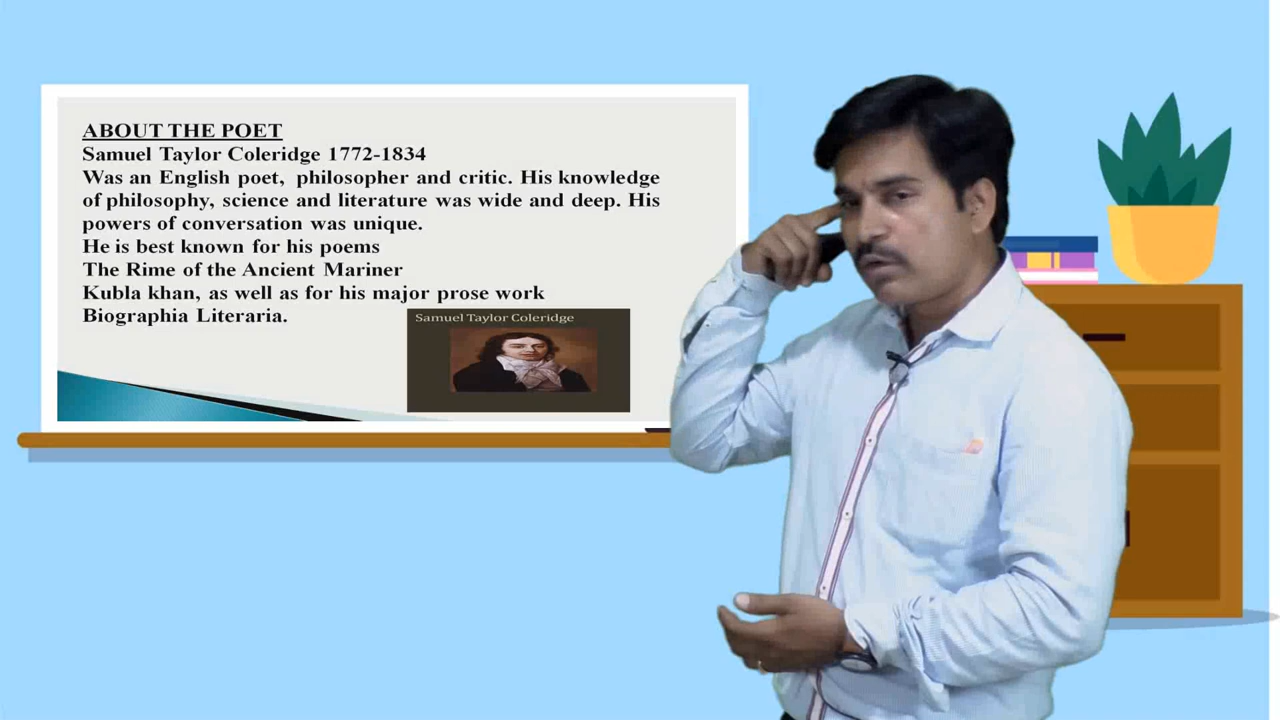 ABOUT THE POET
Samuel Taylor Coleridge 1772-1834
Was an English poet, philosopher and critic. His knowledge
of philosophy, science and literature was wide and deep. His
powers of conversation was unique.
He is best known for his poems
The Rime of the Ancient Mariner
Kubla khan, as well as for his major prose work
Biographia Literaria.
Samuel Taylor Coleridge